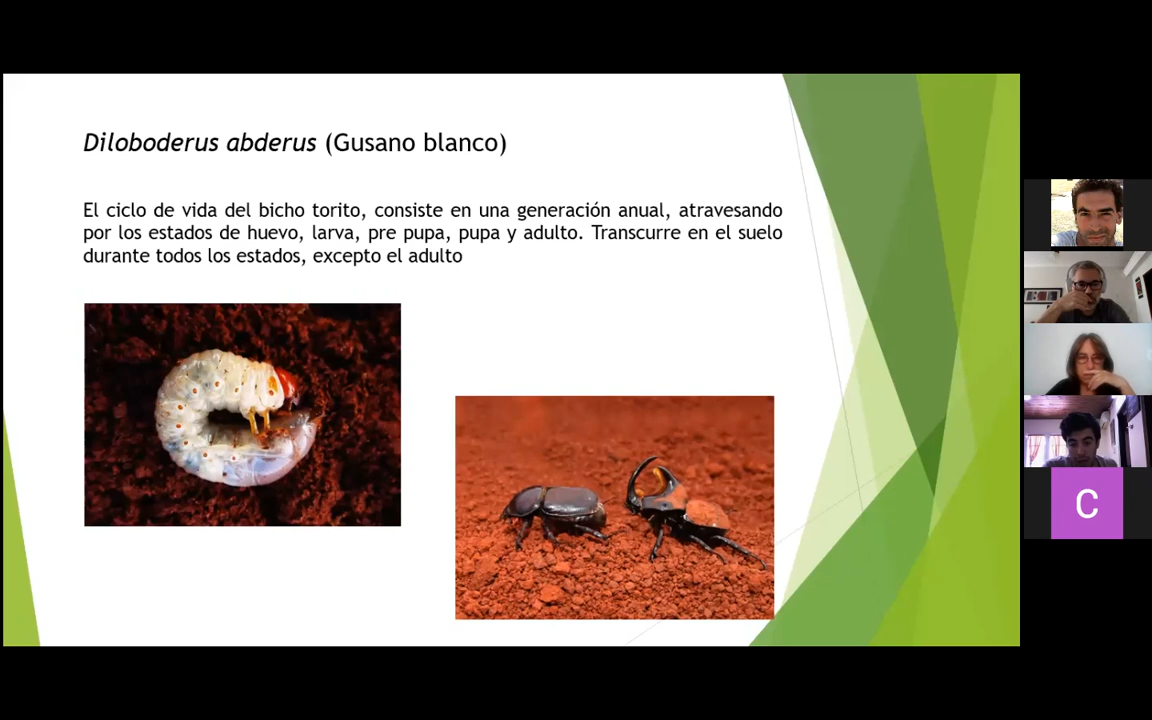 Diloboderus abderus (Gusano blanco)
El ciclo de vida del bicho torito, consiste en una generación anual, atravesando
por los estados de huevo, larva, pre pupa, pupa y adulto. Transcurre en el suelo
durante todos los estados, excepto el adulto
C